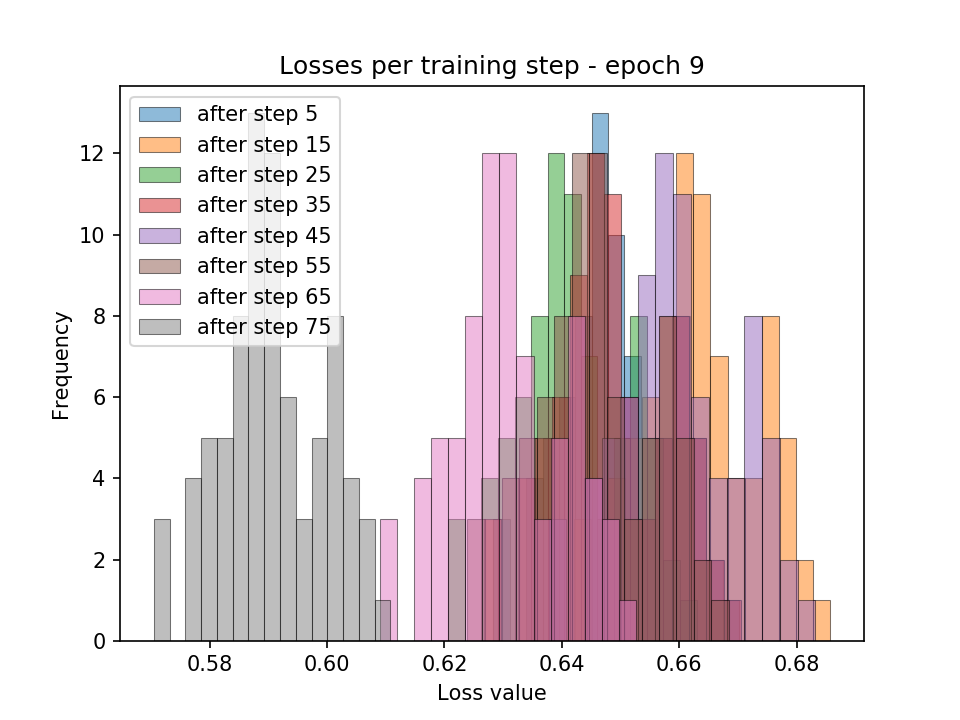 Losses per training step - epoch 9
after step 5
after step 15
after step 25
after step 35
after step 45
after step 55
after step 65
after step 75
Frequency
12
10
8
6
4
2
0
0.58 0.60 0.62 0.64 0.66 0.68
Loss value